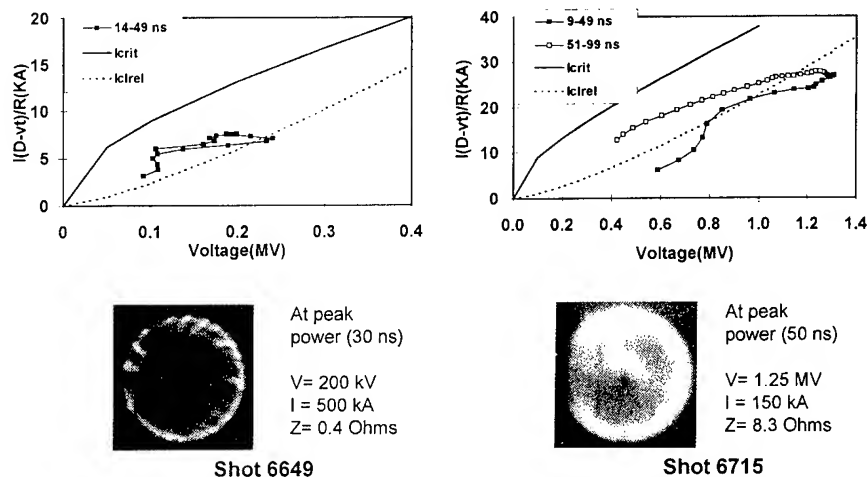 I(D-vt)/R(KA)
20
15
10
5
0
14-49 ns
Icrit
Iclrel
0
0.1
0.2
0.3
0.4
Voltage(MV)
I(D-vt)/R(KA)
40
30
20
10
0
9-49 ns
51-99 ns
Icrit
Iclrel
0.0
0.2
0.4
0.6
0.8
1.0
1.2
1.4
Voltage(MV)
At peak
power (30 ns)
V= 200 kV
I = 500 kA
Z= 0.4 Ohms
Shot 6649
At peak
power (50 ns)
V= 1.25 MV
I = 150 kA
Z= 8.3 Ohms
Shot 6715